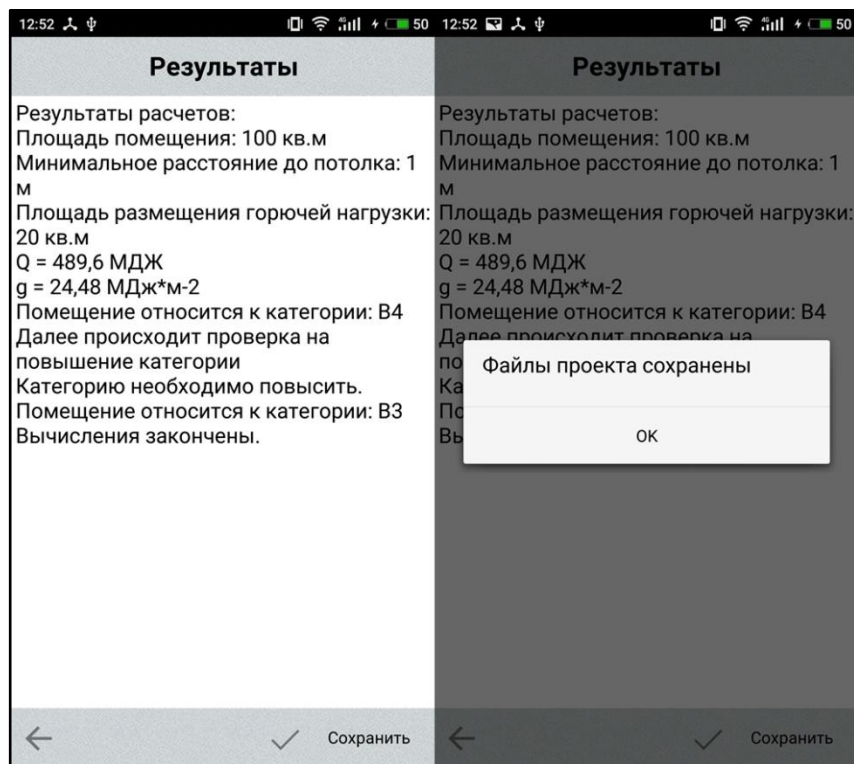 12:52
50
Результаты
Результаты расчетов:
Площадь помещения: 100 кв.м
Минимальное расстояние до потолка: 1
м
Площадь размещения горючей нагрузки:
20 кв.м
Q = 489,6 МДЖ
g = 24,48 МДж*м-2
Помещение относится к категории: В4
Далее происходит проверка на
повышение категории
Категорию необходимо повысить.
Помещение относится к категории: В3
Вычисления закончены.
Сохранить
12:52
50
Результаты
Результаты расчетов:
Площадь помещения: 100 кв.м
Минимальное расстояние до потолка: 1
м
Площадь размещения горючей нагрузки:
20 кв.м
Q = 489,6 МДЖ
g = 24,48 МДж*м-2
Помещение относится к категории: В4
Далее происходит проверка на
по
Ка
По
Вы
Файлы проекта сохранены
OK
Сохранить